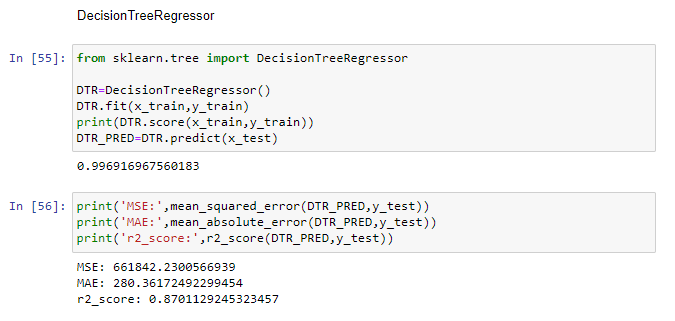 DecisionTreeRegressor
In [55]: from sklearn.tree import DecisionTreeRegressor
DTR=DecisionTreeRegressor()
DTR.fit(x_train,y_train)
print(DTR.score(x_train,y_train))
DTR_PRED=DTR.predict(x_test)
0.996916967560183
In [56]: print('MSE:',mean_squared_error(DTR_PRED,y_test))
print('MAE:',mean_absolute_error(DTR_PRED,y_test))
print('r2_score:',r2_score(DTR_PRED,y_test))
MSE: 661842.2300566939
MAE: 280.36172492299454
r2_score: 0.8701129245323457